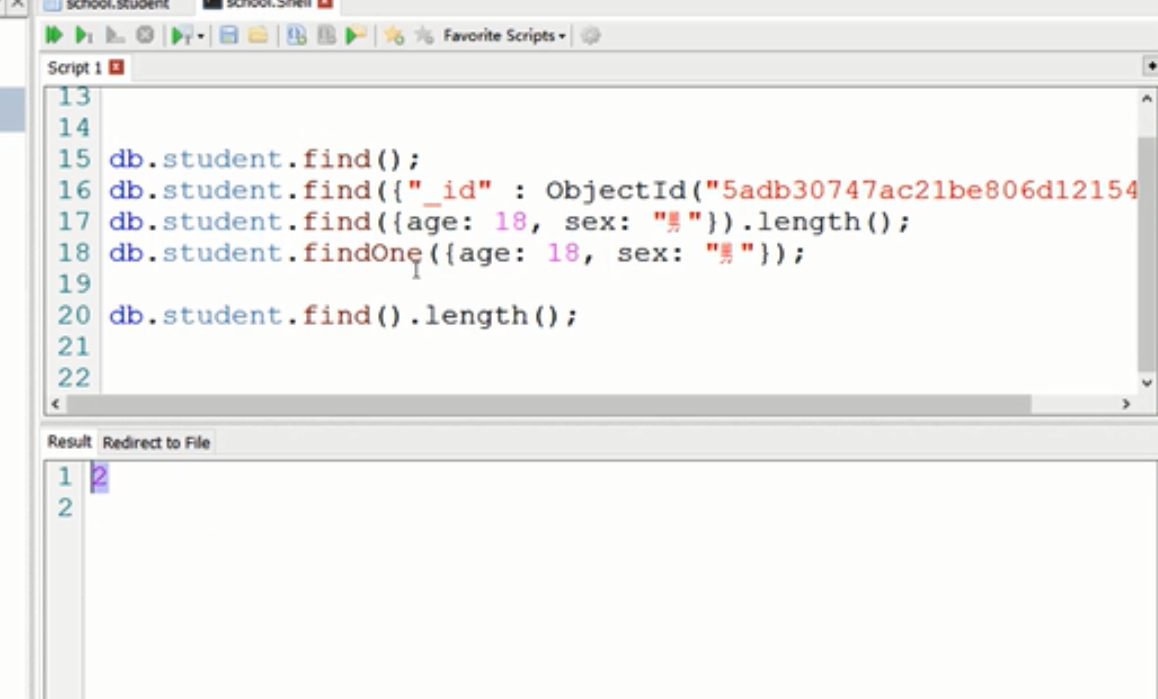 school.student school.Shell
Favorite Scripts
Script 1
13
14
15 db.student.find();
16 db.student.find({"_id" : ObjectId("5adb30747ac21be806d12154
17 db.student.find({age: 18, sex: "男"}).length();
18 db.student.findOne({age: 18, sex: "男"});
19
20 db.student.find().length();
21
22
Result Redirect to File
1 2
2